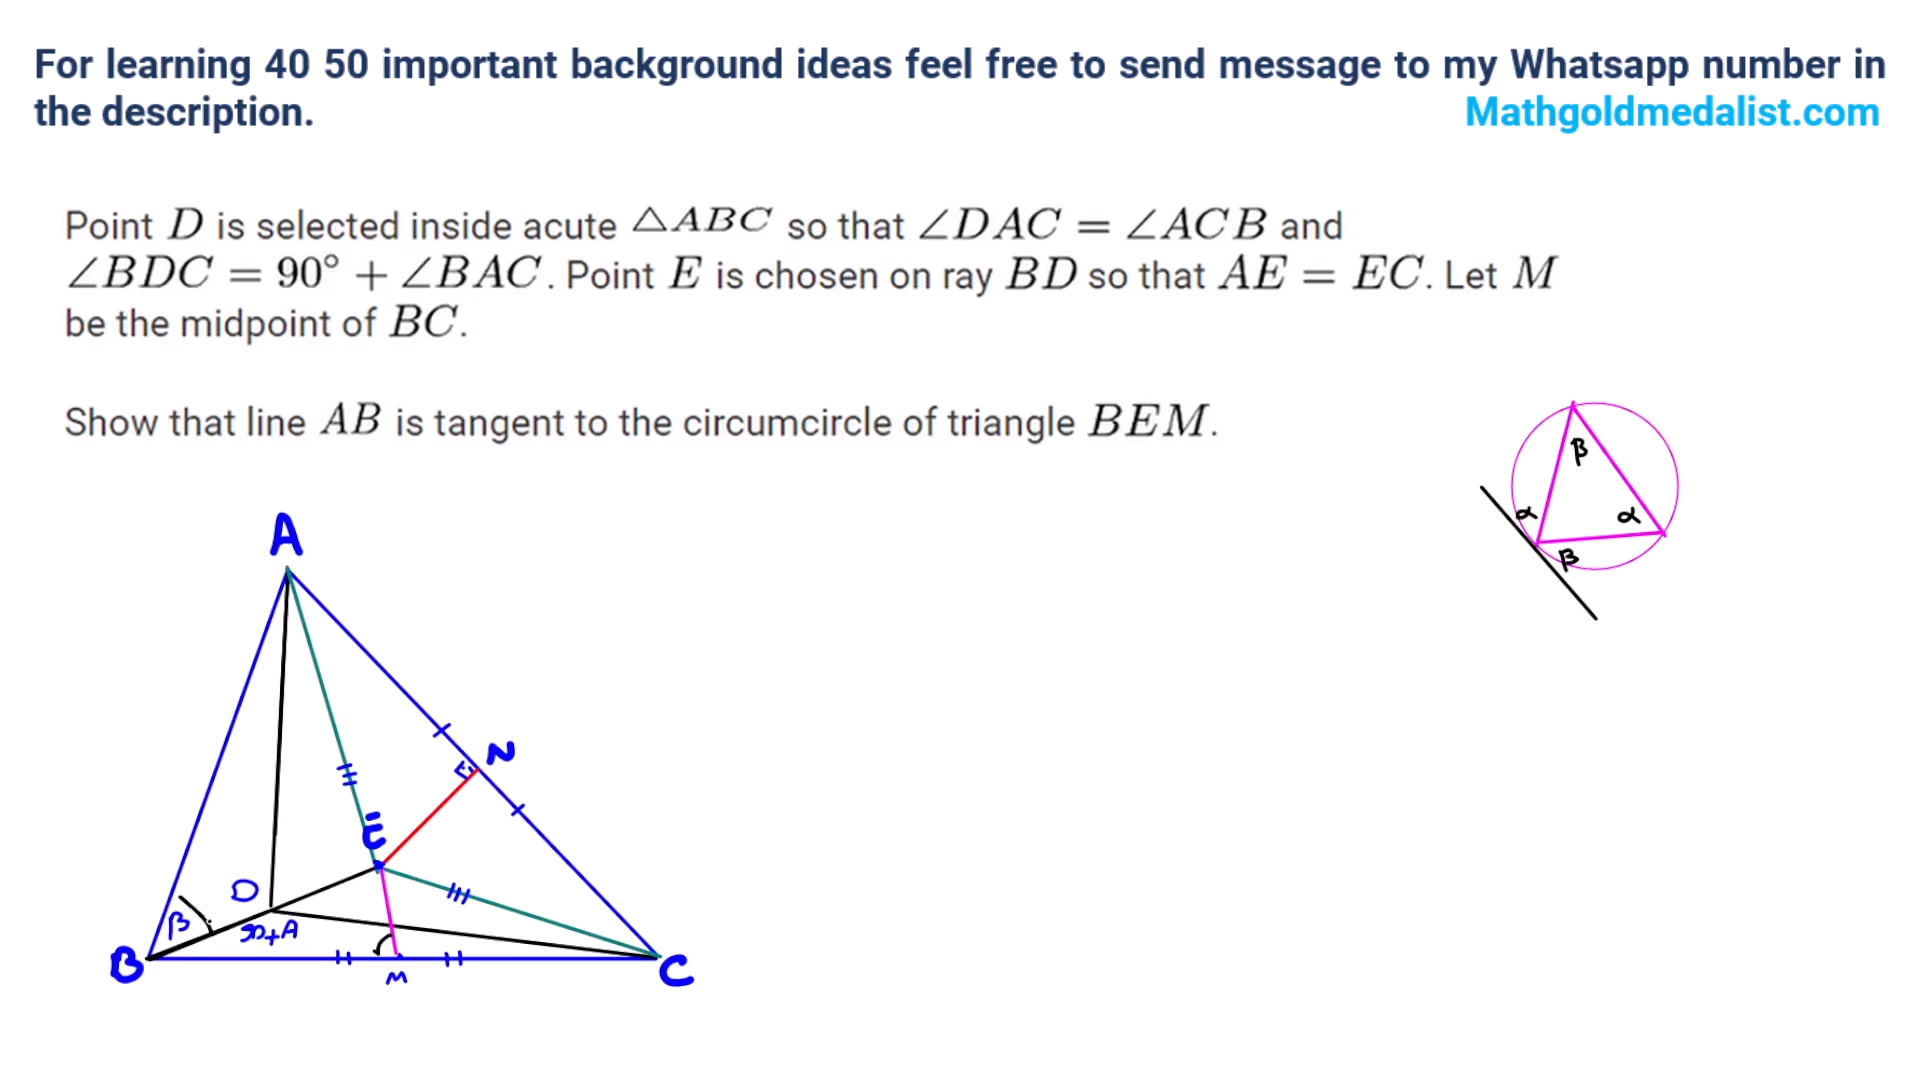 For learning 40 50 important background ideas feel free to send message to my Whatsapp number in
the description. Mathgoldmedalist.com
Point D is selected inside acute △ABC so that ∠DAC = ∠ACB and
∠BDC = 90° + ∠BAC. Point E is chosen on ray BD so that AE = EC. Let M
be the midpoint of BC.
Show that line AB is tangent to the circumcircle of triangle BEM.
β
α
α
β
A
N
E
D
β
90+A
B
C
M